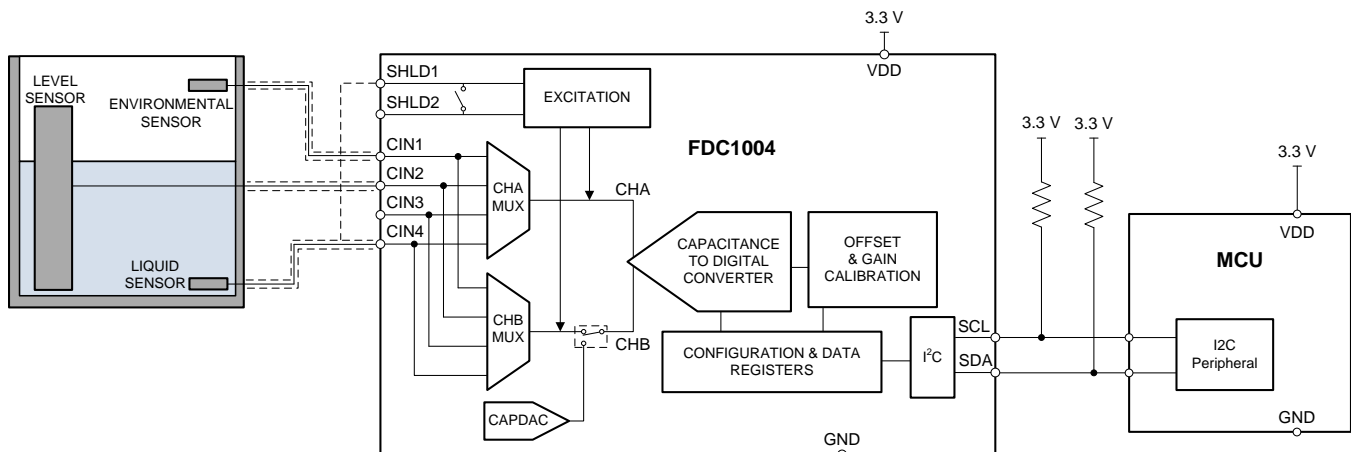 LEVEL
SENSOR
ENVIRONMENTAL
SENSOR
LIQUID
SENSOR
SHLD1
SHLD2
CIN1
CIN2
CIN3
CIN4
EXCITATION
CHA
MUX
CHB
MUX
CAPDAC
FDC1004
3.3 V
VDD
CHA
CHB
CAPACITANCE
TO DIGITAL
CONVERTER
OFFSET
& GAIN
CALIBRATION
CONFIGURATION & DATA
REGISTERS
I²C
SCL
SDA
GND
3.3 V
3.3 V
3.3 V
VDD
MCU
I2C
Peripheral
GND